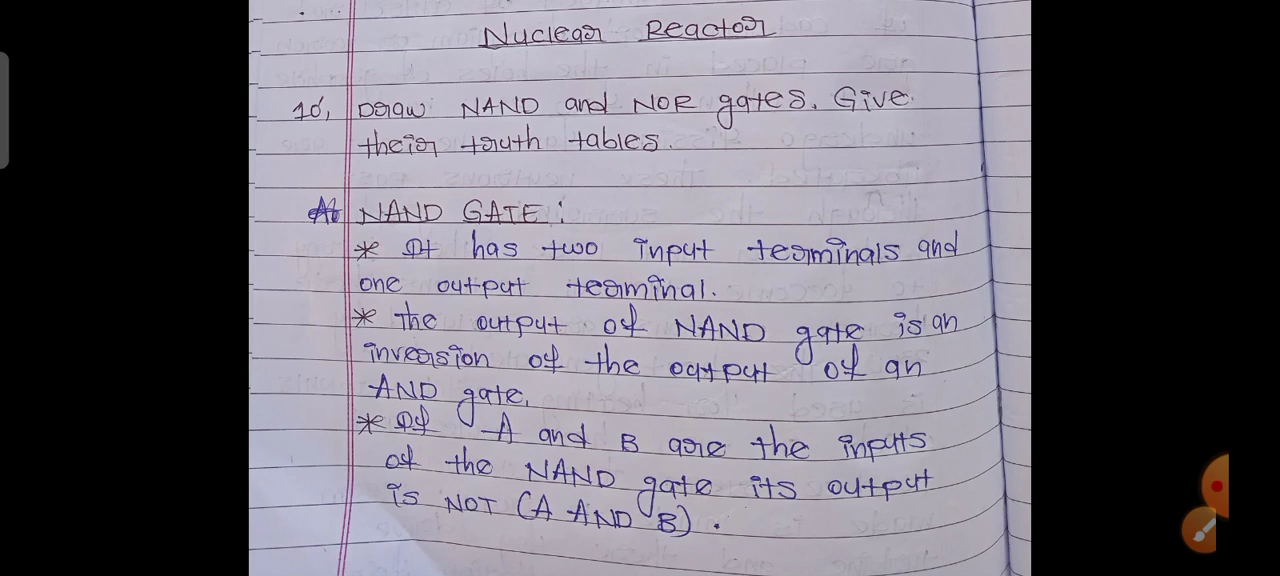 Nuclear Reactor
10, Draw NAND and NOR gates. Give
their truth tables.
A) NAND GATE:
* It has two input terminals and
one output terminal.
* the output of NAND gate is an
inversion of the output of an
AND gate.
* If A and B are the inputs
of the NAND gate its output
is NOT (A AND B).